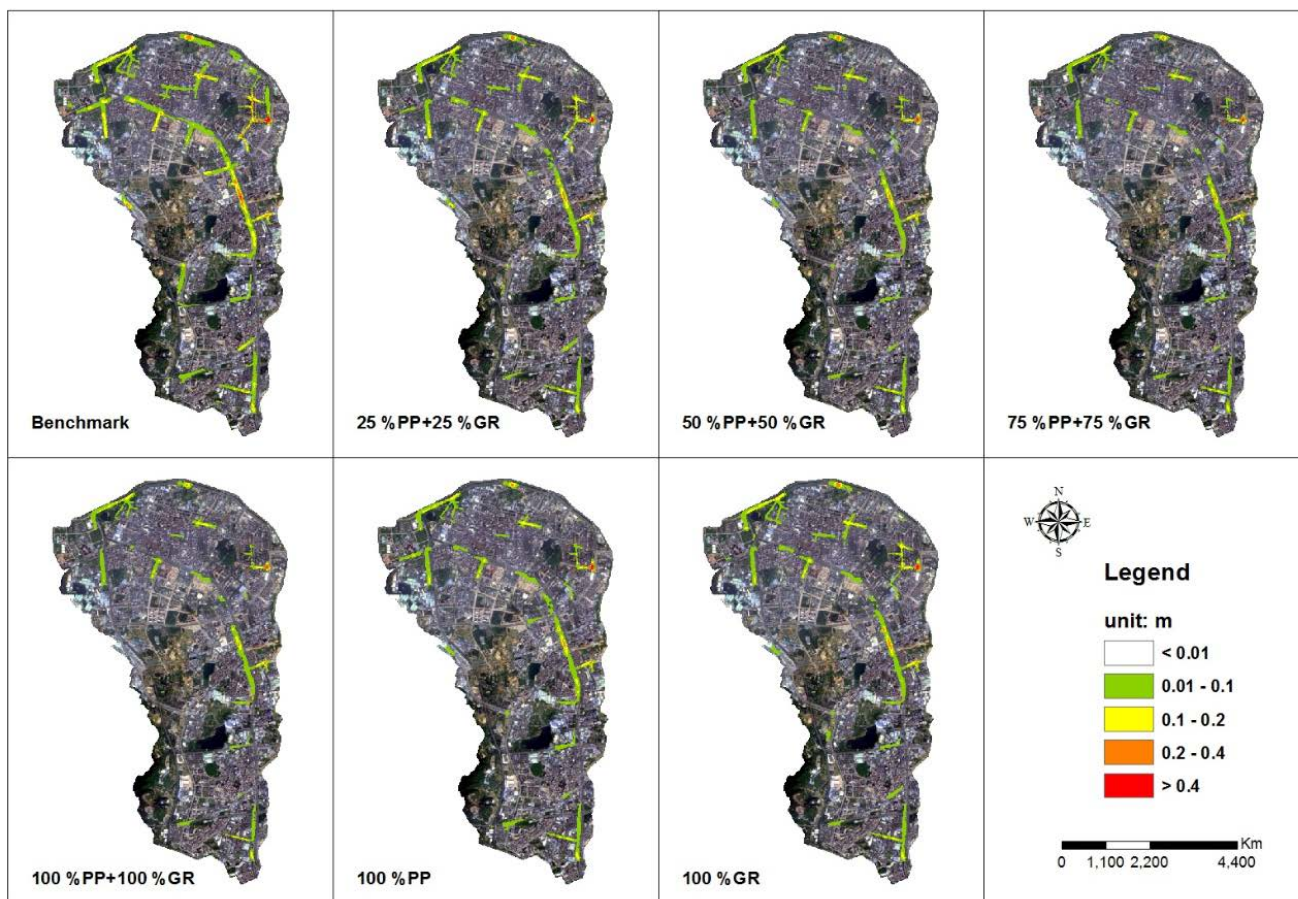 Benchmark
25 %PP+25 %GR
50 %PP+50 %GR
75 %PP+75 %GR
100 %PP+100 %GR
100 %PP
100 %GR
N
W E
S
Legend
unit: m
< 0.01
0.01 - 0.1
0.1 - 0.2
0.2 - 0.4
> 0.4
Km
0 1,100 2,200 4,400